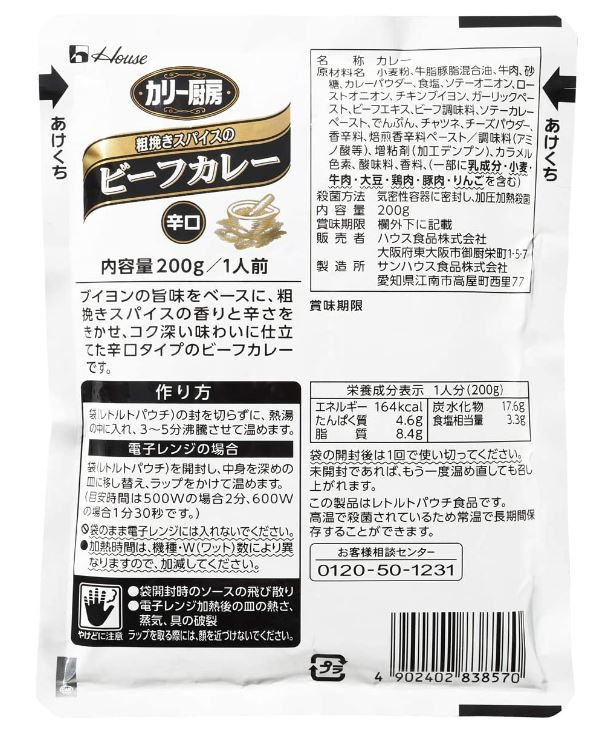 House
カリー厨房
粗挽きスパイスの
ビーフカレー
辛口
内容量200g／1人前
ブイヨンの旨味をベースに、粗
挽きスパイスの香りと辛さを
きかせ、コク深い味わいに仕立
てた辛口タイプのビーフカレー
です。
作り方
袋(レトルトパウチ)の封を切らずに、熱湯
の中に入れ、3〜5分沸騰させて温めます。
電子レンジの場合
袋(レトルトパウチ)を開封し、中身を深めの
皿に移し替え、ラップをかけて温めます。
(目安時間は500Wの場合2分、600W
の場合1分30秒です。)
袋のまま電子レンジには入れないでください。
●加熱時間は、機種・W(ワット)数により異
なりますので、加減してください。
やけどに注意
●袋開封時のソースの飛び散り
●電子レンジ加熱後の皿の熱さ、
蒸気、具の破裂
ラップを取る際には、顔を近づけないでください。
あけくち
名称 カレー
原材料名 小麦粉、牛脂豚脂混合油、牛肉、砂
糖、カレーパウダー、食塩、ソテーオニオン、ロー
ストオニオン、チキンブイヨン、ガーリックペー
スト、ビーフエキス、ビーフ調味料、ソテーカレー
ペースト、でぶん、チャツネ、チーズパウダー、
香辛料、焙煎香辛料ペースト／調味料(アミ
ノ酸等)、増粘剤(加工デンプン)、カラメル
色素、酸味料、香料、(一部に乳成分・小麦・
牛肉・大豆・鶏肉・豚肉・りんごを含む)
殺菌方法 気密性容器に密封し、加圧加熱殺菌
内容量 200g
賞味期限 欄外下に記載
販売者 ハウス食品株式会社
大阪府東大阪市御厨栄町1-5-7
製造所 サンハウス食品株式会社
愛知県江南市高屋町西里77
あけくち
賞味期限
栄養成分表示 1人分(200g)
エネルギー 164kcal 炭水化物 17.6g
たんぱく質 4.6g 食塩相当量 3.3g
脂質 8.4g
袋の開封後は1回で使い切ってください。
未開封であれば、もう一度温め直しても召し
上がれます。
この製品はレトルトパウチ食品です。
高温で殺菌されているため常温で長期間保
存することができます。
お客様相談センター
0120-50-1231
プラ
4 902402 838570